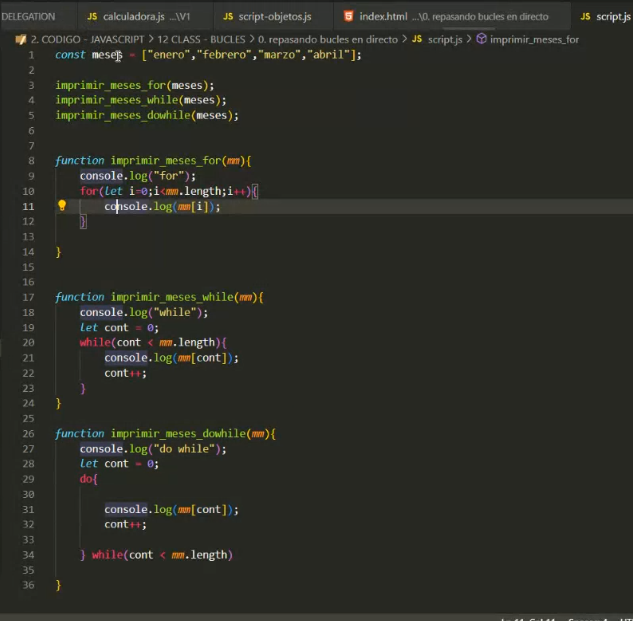 DELEGATION JS calculadora.js ...\V1 JS script-objetos.js index.html ...\0. repasando bucles en directo JS script.js
2. CODIGO - JAVASCRIPT > 12 CLASS - BUCLES > 0. repasando bucles en directo > JS script.js > imprimir_meses_for
1 const meses = ["enero","febrero","marzo","abril"];
2
3 imprimir_meses_for(meses);
4 imprimir_meses_while(meses);
5 imprimir_meses_dowhile(meses);
6
7
8 function imprimir_meses_for(mm){
9 console.log("for");
10 for(let i=0;i<mm.length;i++){
11 console.log(mm[i]);
12 }
13
14 }
15
16
17 function imprimir_meses_while(mm){
18 console.log("while");
19 let cont = 0;
20 while(cont < mm.length){
21 console.log(mm[cont]);
22 cont++;
23 }
24 }
25
26 function imprimir_meses_dowhile(mm){
27 console.log("do while");
28 let cont = 0;
29 do{
30
31 console.log(mm[cont]);
32 cont++;
33
34 } while(cont < mm.length)
35
36 }